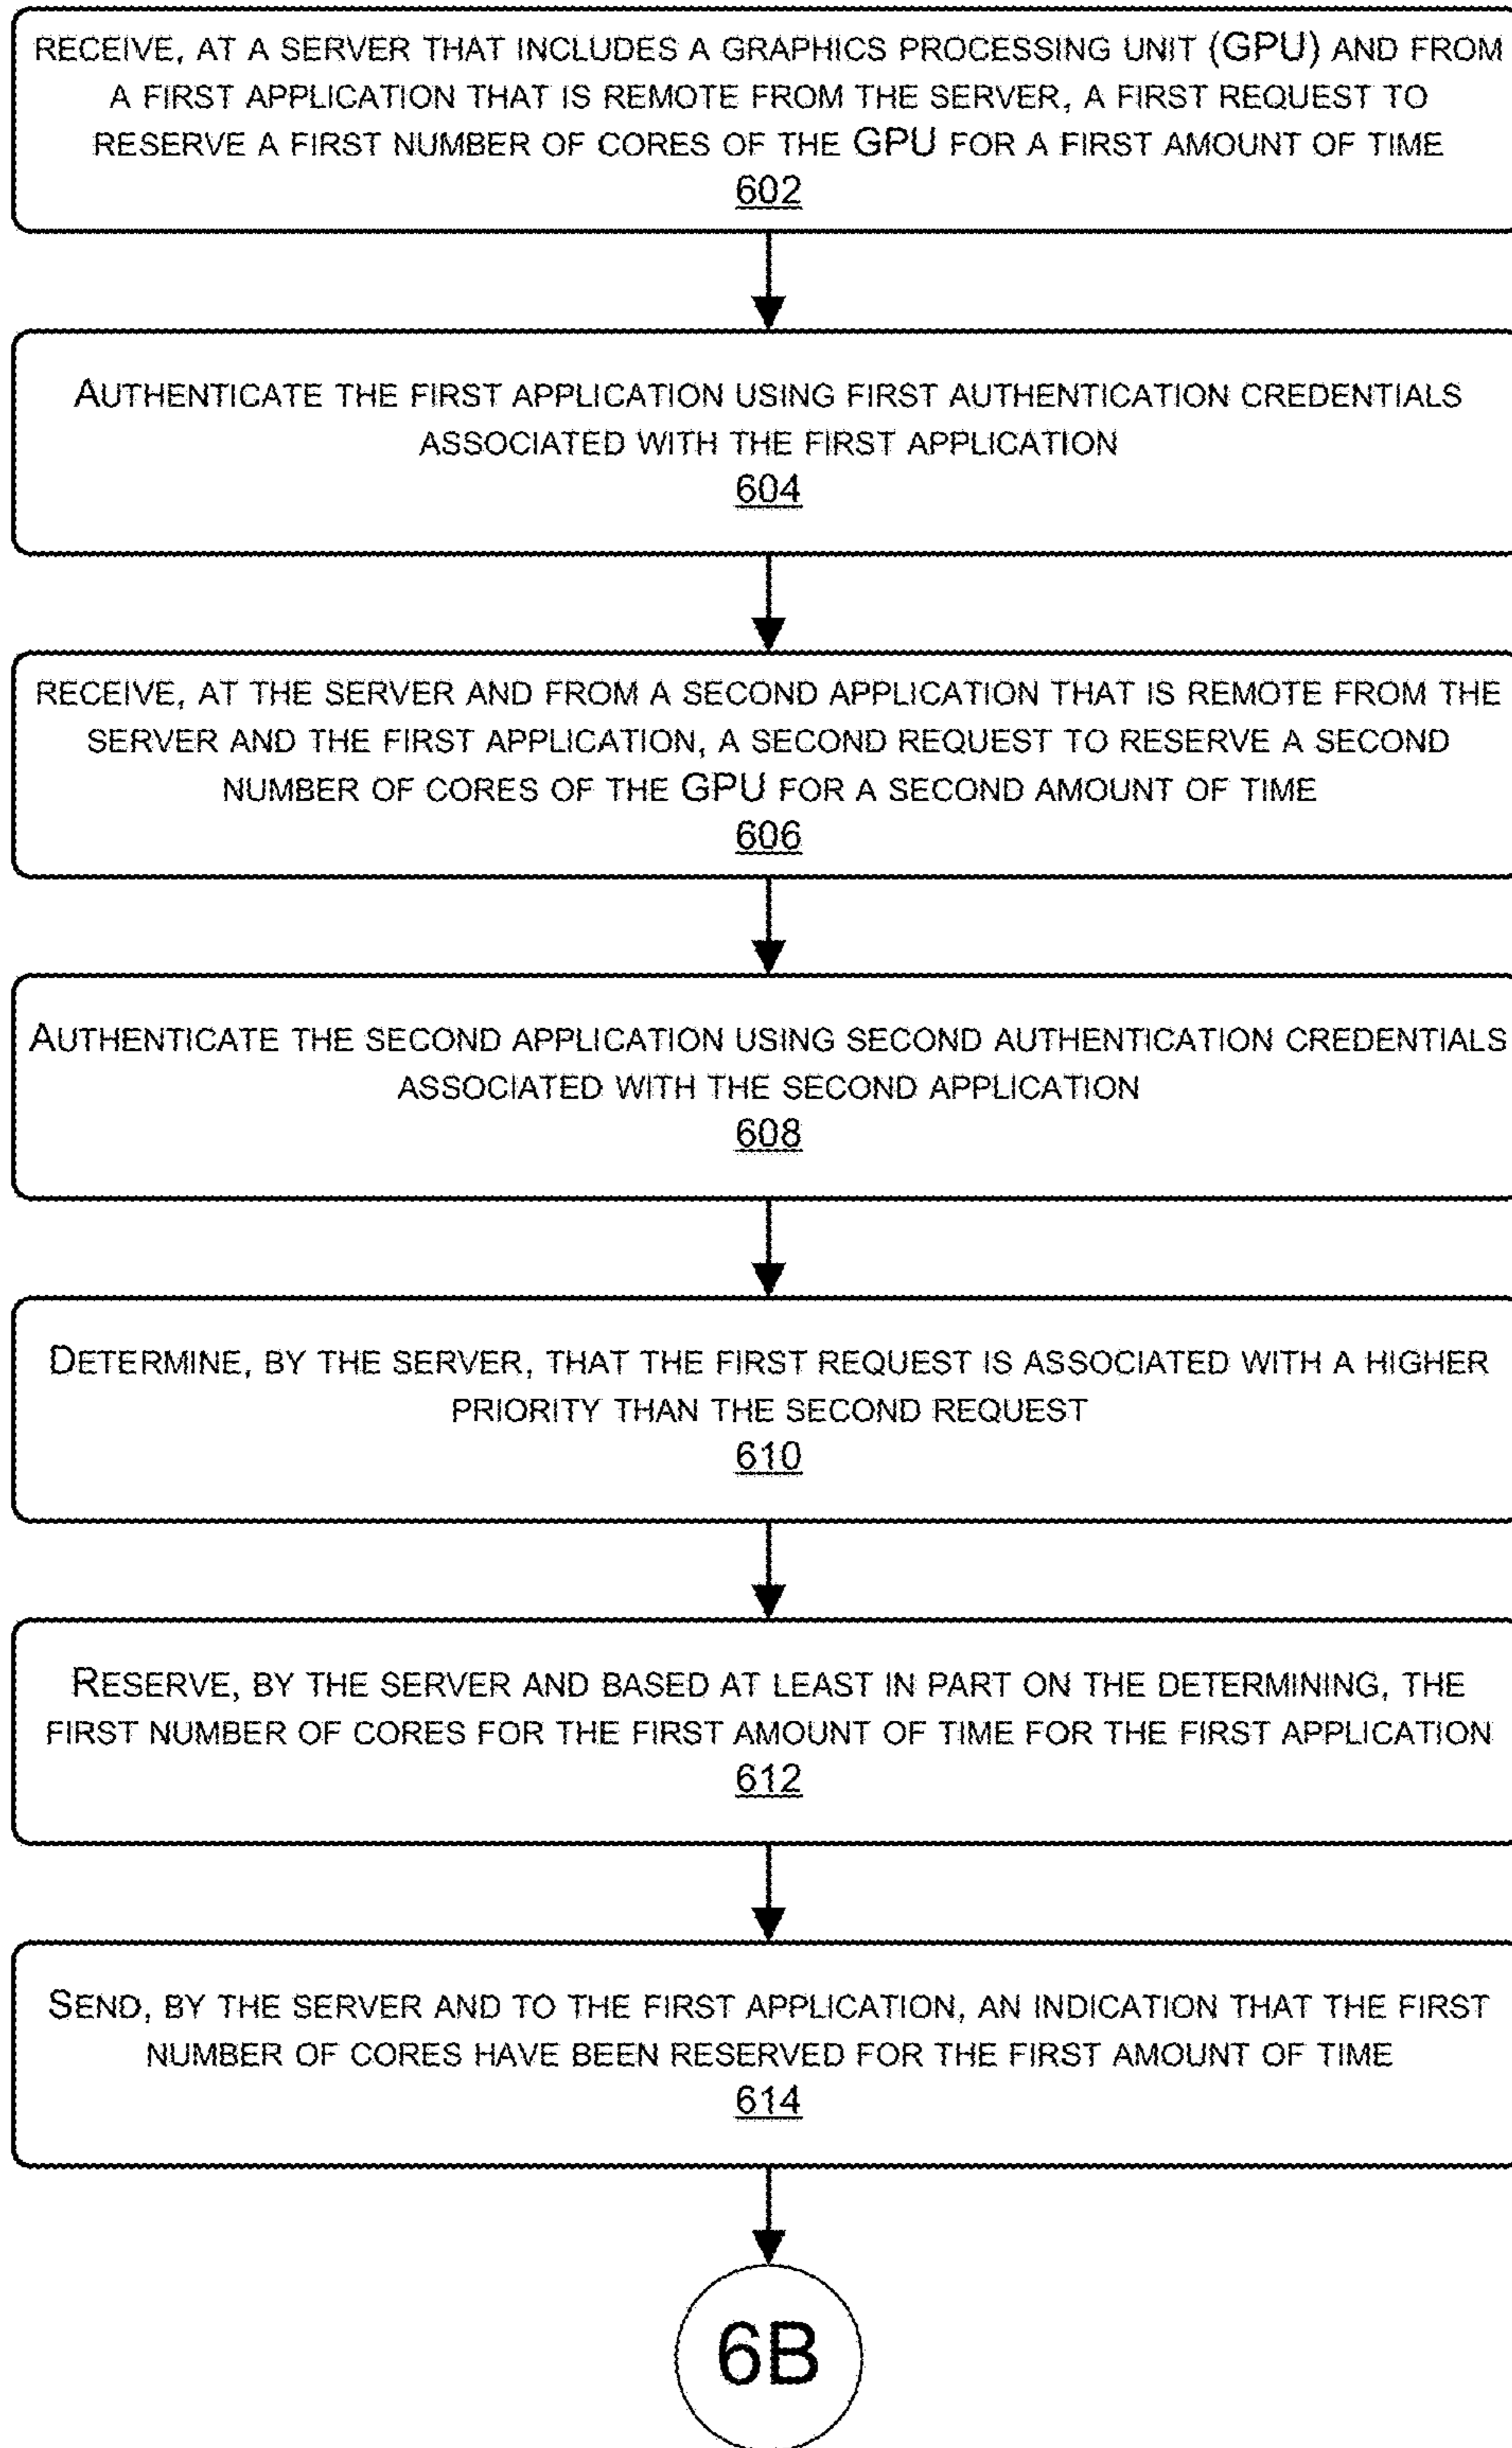 RECEIVE, AT A SERVER THAT INCLUDES A GRAPHICS PROCESSING UNIT (GPU) AND FROM
A FIRST APPLICATION THAT IS REMOTE FROM THE SERVER, A FIRST REQUEST TO
RESERVE A FIRST NUMBER OF CORES OF THE GPU FOR A FIRST AMOUNT OF TIME
602
AUTHENTICATE THE FIRST APPLICATION USING FIRST AUTHENTICATION CREDENTIALS
ASSOCIATED WITH THE FIRST APPLICATION
604
RECEIVE, AT THE SERVER AND FROM A SECOND APPLICATION THAT IS REMOTE FROM THE
SERVER AND THE FIRST APPLICATION, A SECOND REQUEST TO RESERVE A SECOND
NUMBER OF CORES OF THE GPU FOR A SECOND AMOUNT OF TIME
606
AUTHENTICATE THE SECOND APPLICATION USING SECOND AUTHENTICATION CREDENTIALS
ASSOCIATED WITH THE SECOND APPLICATION
608
DETERMINE, BY THE SERVER, THAT THE FIRST REQUEST IS ASSOCIATED WITH A HIGHER
PRIORITY THAN THE SECOND REQUEST
610
RESERVE, BY THE SERVER AND BASED AT LEAST IN PART ON THE DETERMINING, THE
FIRST NUMBER OF CORES FOR THE FIRST AMOUNT OF TIME FOR THE FIRST APPLICATION
612
SEND, BY THE SERVER AND TO THE FIRST APPLICATION, AN INDICATION THAT THE FIRST
NUMBER OF CORES HAVE BEEN RESERVED FOR THE FIRST AMOUNT OF TIME
614
6B